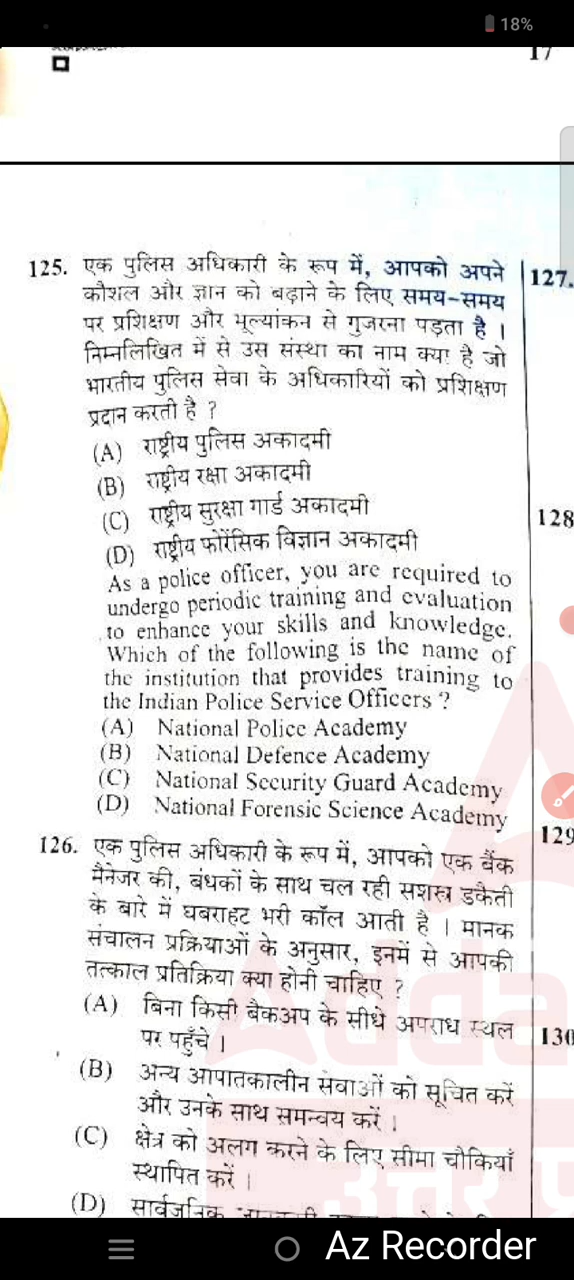 18%
17
125. एक पुलिस अधिकारी के रूप में, आपको अपने
कौशल और ज्ञान को बढ़ाने के लिए समय-समय
पर प्रशिक्षण और मूल्यांकन से गुजरना पड़ता है ।
निम्नलिखित में से उस संस्था का नाम क्या है जो
भारतीय पुलिस सेवा के अधिकारियों को प्रशिक्षण
प्रदान करती है ?
(A) राष्ट्रीय पुलिस अकादमी
(B) राष्ट्रीय रक्षा अकादमी
(C) राष्ट्रीय सुरक्षा गार्ड अकादमी
(D) राष्ट्रीय फोरेंसिक विज्ञान अकादमी
As a police officer, you are required to
undergo periodic training and evaluation
to enhance your skills and knowledge.
Which of the following is the name of
the institution that provides training to
the Indian Police Service Officers ?
(A) National Police Academy
(B) National Defence Academy
(C) National Security Guard Academy
(D) National Forensic Science Academy
126. एक पुलिस अधिकारी के रूप में, आपको एक बैंक
मैनेजर की, बंधकों के साथ चल रही सशस्त्र डकैती
के बारे में घबराहट भरी कॉल आती है । मानक
संचालन प्रक्रियाओं के अनुसार, इनमें से आपकी
तत्काल प्रतिक्रिया क्या होनी चाहिए ?
(A) बिना किसी बैकअप के सीधे अपराध स्थल
पर पहुँचे ।
(B) अन्य आपातकालीन सेवाओं को सूचित करें
और उनके साथ समन्वय करें ।
(C) क्षेत्र को अलग करने के लिए सीमा चौकियाँ
स्थापित करें ।
(D) सार्वजनिक
127.
128
129
130
Adda
उत्तर प्र
Az Recorder